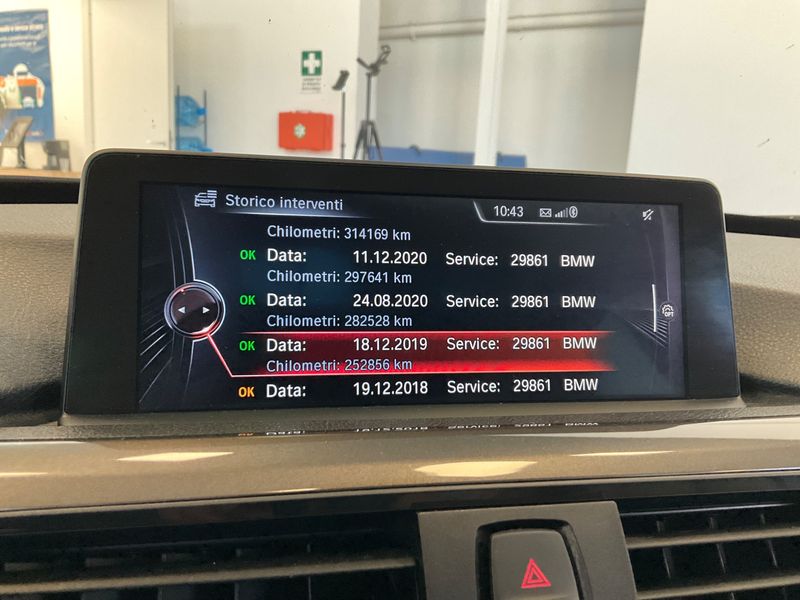 Storico interventi
10:43
Chilometri: 314169 km
OK Data: 11.12.2020 Service: 29861 BMW
Chilometri: 297641 km
OK Data: 24.08.2020 Service: 29861 BMW
Chilometri: 282528 km
OK Data: 18.12.2019 Service: 29861 BMW
Chilometri: 252856 km
OK Data: 19.12.2018 Service: 29861 BMW
OFF